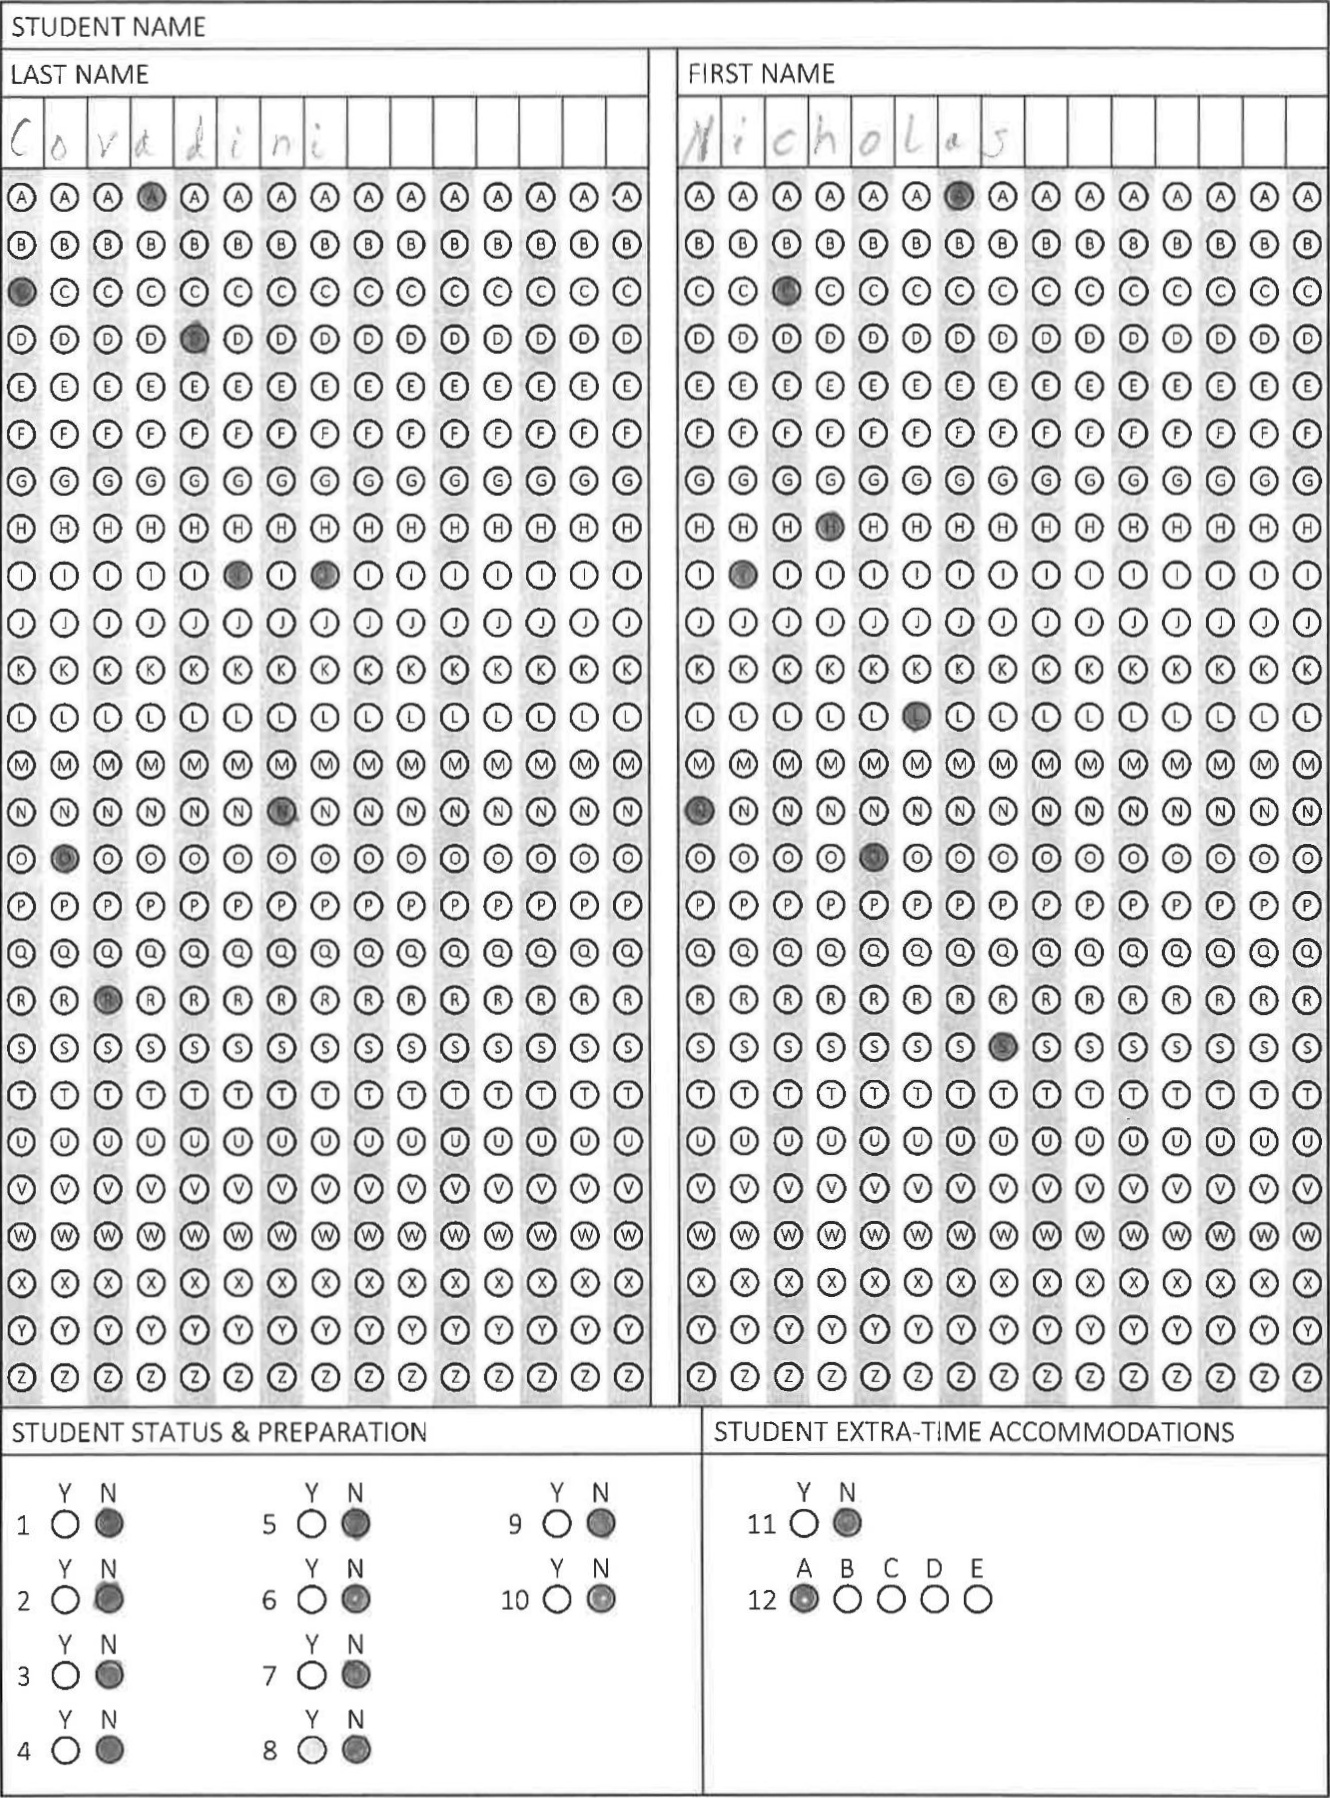 STUDENT NAME
LAST NAME
Coradini
A A A A A A A A A A A A A A A
B B B B B B B B B B B B B B B
C C C C C C C C C C C C C C C
D D D D D D D D D D D D D D D
E E E E E E E E E E E E E E E
F F F F F F F F F F F F F F F
G G G G G G G G G G G G G G G
H H H H H H H H H H H H H H H
I I I I I I I I I I I I I I I
J J J J J J J J J J J J J J J
K K K K K K K K K K K K K K K
L L L L L L L L L L L L L L L
M M M M M M M M M M M M M M M
N N N N N N N N N N N N N N N
O O O O O O O O O O O O O O O
P P P P P P P P P P P P P P P
Q Q Q Q Q Q Q Q Q Q Q Q Q Q Q
R R R R R R R R R R R R R R R
S S S S S S S S S S S S S S S
T T T T T T T T T T T T T T T
U U U U U U U U U U U U U U U
V V V V V V V V V V V V V V V
W W W W W W W W W W W W W W W
X X X X X X X X X X X X X X X
Y Y Y Y Y Y Y Y Y Y Y Y Y Y Y
Z Z Z Z Z Z Z Z Z Z Z Z Z Z Z
FIRST NAME
Nicholas
A A A A A A A A A A A A A A A
B B B B B B B B B B B B B B B
C C C C C C C C C C C C C C C
D D D D D D D D D D D D D D D
E E E E E E E E E E E E E E E
F F F F F F F F F F F F F F F
G G G G G G G G G G G G G G G
H H H H H H H H H H H H H H H
I I I I I I I I I I I I I I I
J J J J J J J J J J J J J J J
K K K K K K K K K K K K K K K
L L L L L L L L L L L L L L L
M M M M M M M M M M M M M M M
N N N N N N N N N N N N N N N
O O O O O O O O O O O O O O O
P P P P P P P P P P P P P P P
Q Q Q Q Q Q Q Q Q Q Q Q Q Q Q
R R R R R R R R R R R R R R R
S S S S S S S S S S S S S S S
T T T T T T T T T T T T T T T
U U U U U U U U U U U U U U U
V V V V V V V V V V V V V V V
W W W W W W W W W W W W W W W
X X X X X X X X X X X X X X X
Y Y Y Y Y Y Y Y Y Y Y Y Y Y Y
Z Z Z Z Z Z Z Z Z Z Z Z Z Z Z
STUDENT STATUS & PREPARATION
Y N
1
Y N
2
Y N
3
Y N
4
Y N
5
Y N
6
Y N
7
Y N
8
Y N
9
Y N
10
STUDENT EXTRA-TIME ACCOMMODATIONS
Y N
11
A B C D E
12